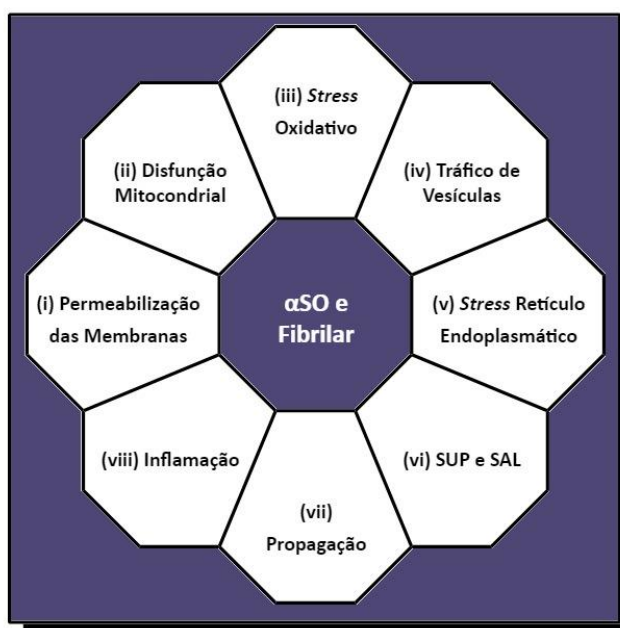 (iii) Stress
Oxidativo
(ii) Disfunção
Mitocondrial
(iv) Tráfico de
Vesículas
(i) Permeabilização
das Membranas
αSO e
Fibrilar
(v) Stress Retículo
Endoplasmático
(viii) Inflamação
(vi) SUP e SAL
(vii)
Propagação